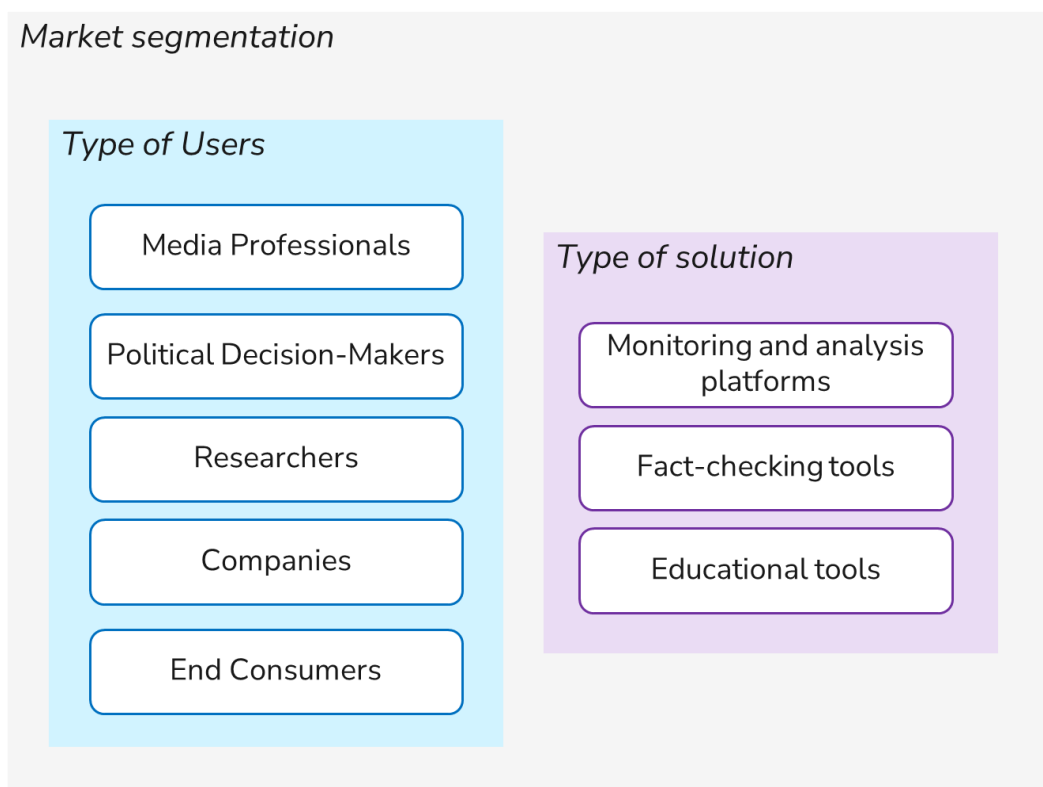 Market segmentation
Type of Users
Media Professionals
Political Decision-Makers
Researchers
Companies
End Consumers
Type of solution
Monitoring and analysis
platforms
Fact-checking tools
Educational tools